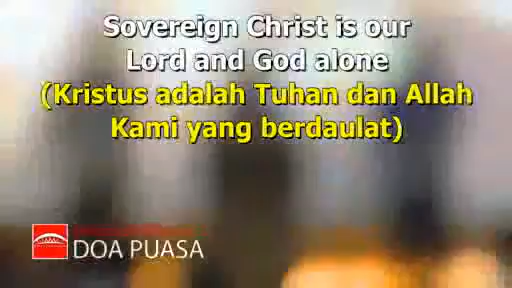 Sovereign Christ is our
Lord and God alone
(Kristus adalah Tuhan dan Allah
Kami yang berdaulat)
DOA PUASA